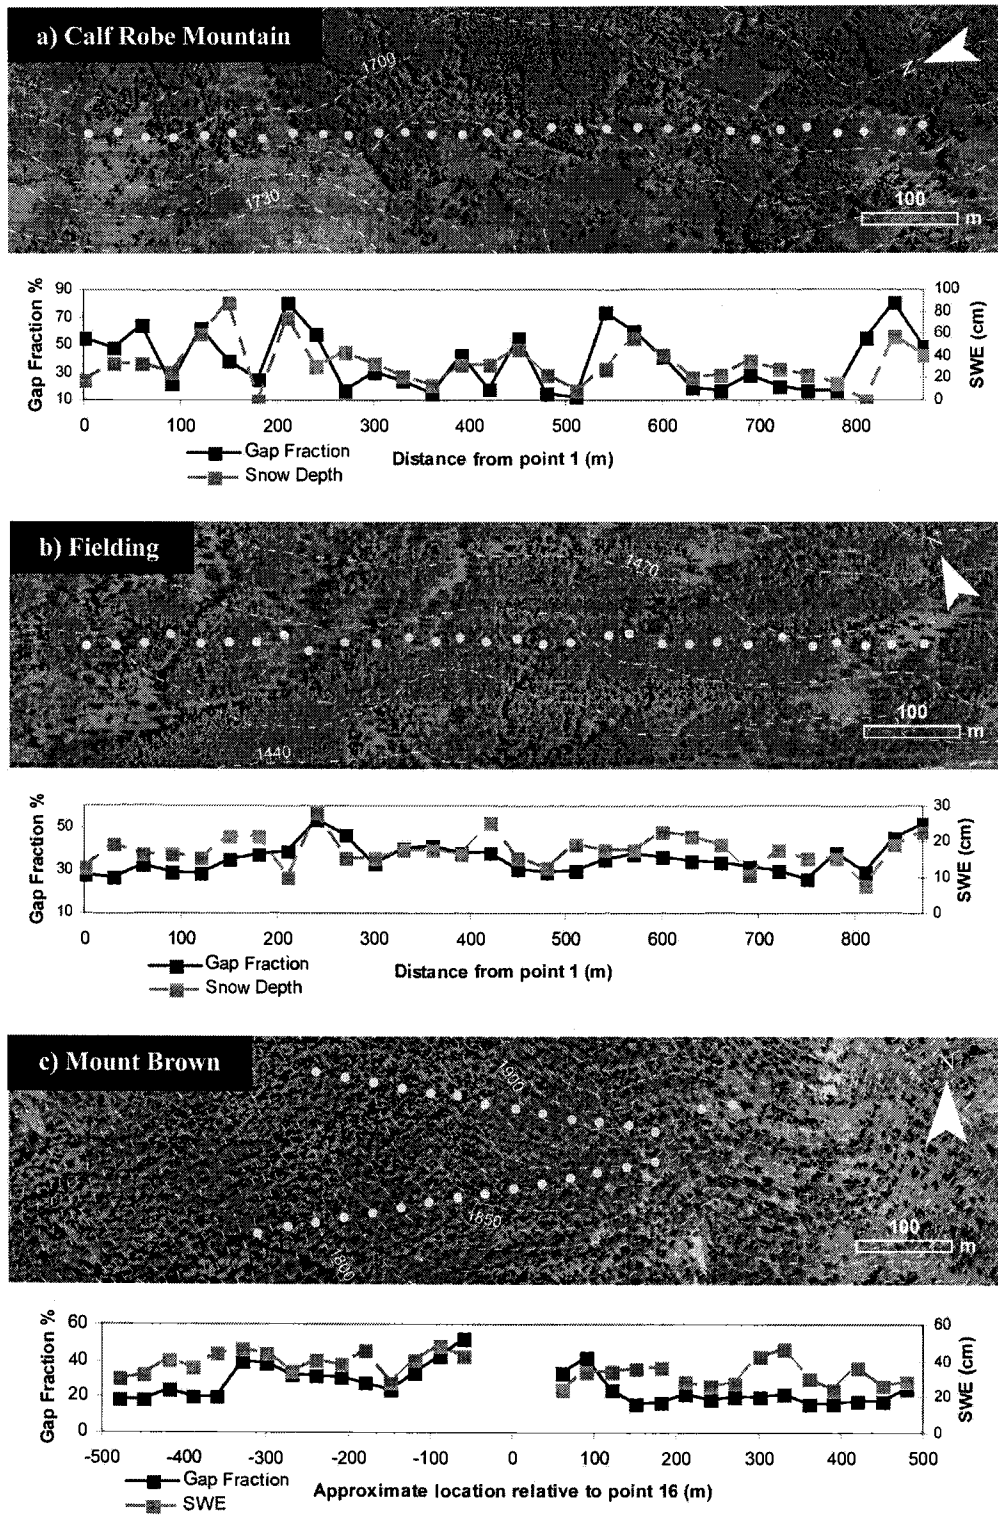 a) Calf Robe Mountain
1700
N
1730
100
m
Gap Fraction %
90
70
50
30
10
100
80
60
40
20
0
SWE (cm)
0 100 200 300 400 500 600 700 800
Gap Fraction
Distance from point 1 (m)
Snow Depth
b) Fielding
1470
100
m
1440
Gap Fraction %
50
30
10
30
20
10
0
SWE (cm)
0 100 200 300 400 500 600 700 800
Gap Fraction
Distance from point 1 (m)
Snow Depth
c) Mount Brown
1900
N
1850
1800
100
m
Gap Fraction %
60
40
20
0
60
40
20
0
SWE (cm)
-500 -400 -300 -200 -100 0 100 200 300 400 500
Gap Fraction
Approximate location relative to point 16 (m)
SWE